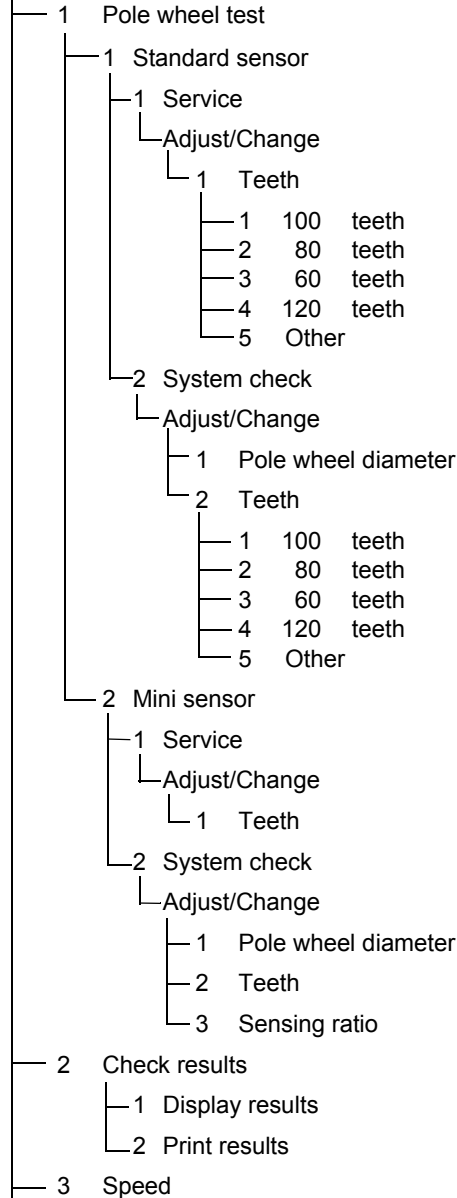 1 Pole wheel test
1 Standard sensor
1 Service
Adjust/Change
1 Teeth
1 100 teeth
2 80 teeth
3 60 teeth
4 120 teeth
5 Other
2 System check
Adjust/Change
1 Pole wheel diameter
2 Teeth
1 100 teeth
2 80 teeth
3 60 teeth
4 120 teeth
5 Other
2 Mini sensor
1 Service
Adjust/Change
1 Teeth
2 System check
Adjust/Change
1 Pole wheel diameter
2 Teeth
3 Sensing ratio
2 Check results
1 Display results
2 Print results
3 Speed